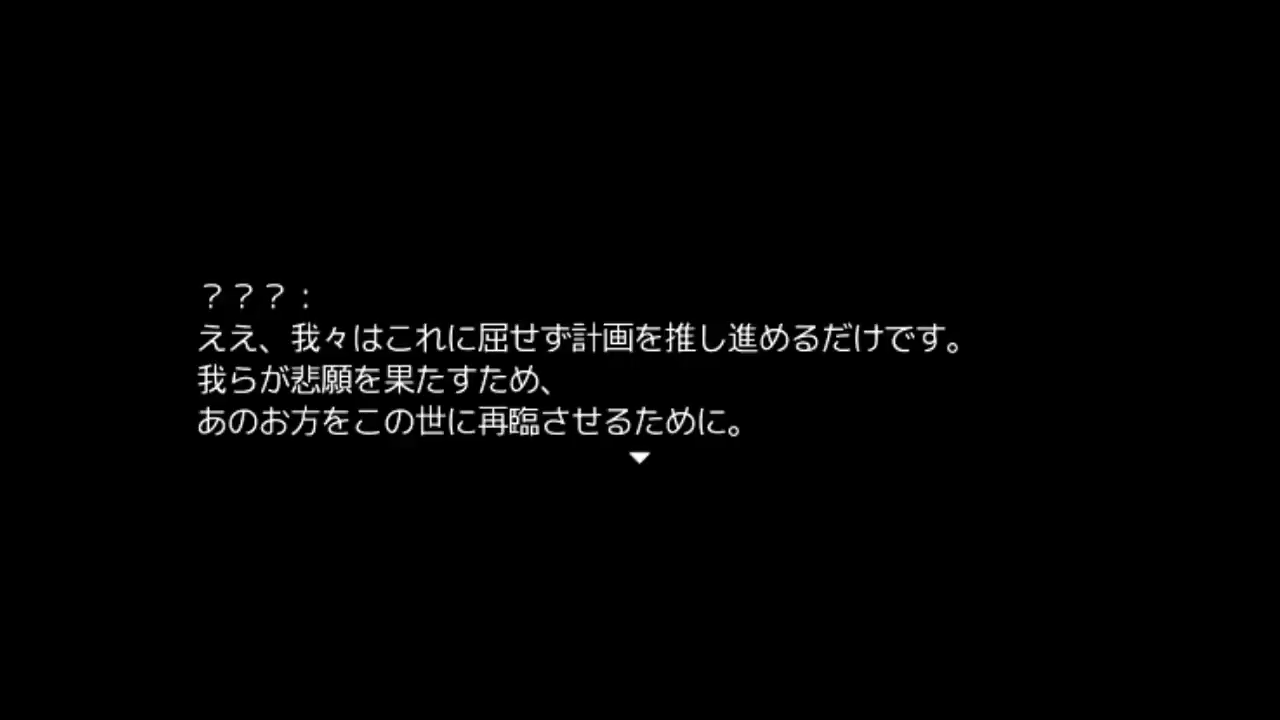 ？？？：
ええ、我々はこれに屈せず計画を推し進めるだけです。
我らが悲願を果たすため、
あのお方をこの世に再臨させるために。